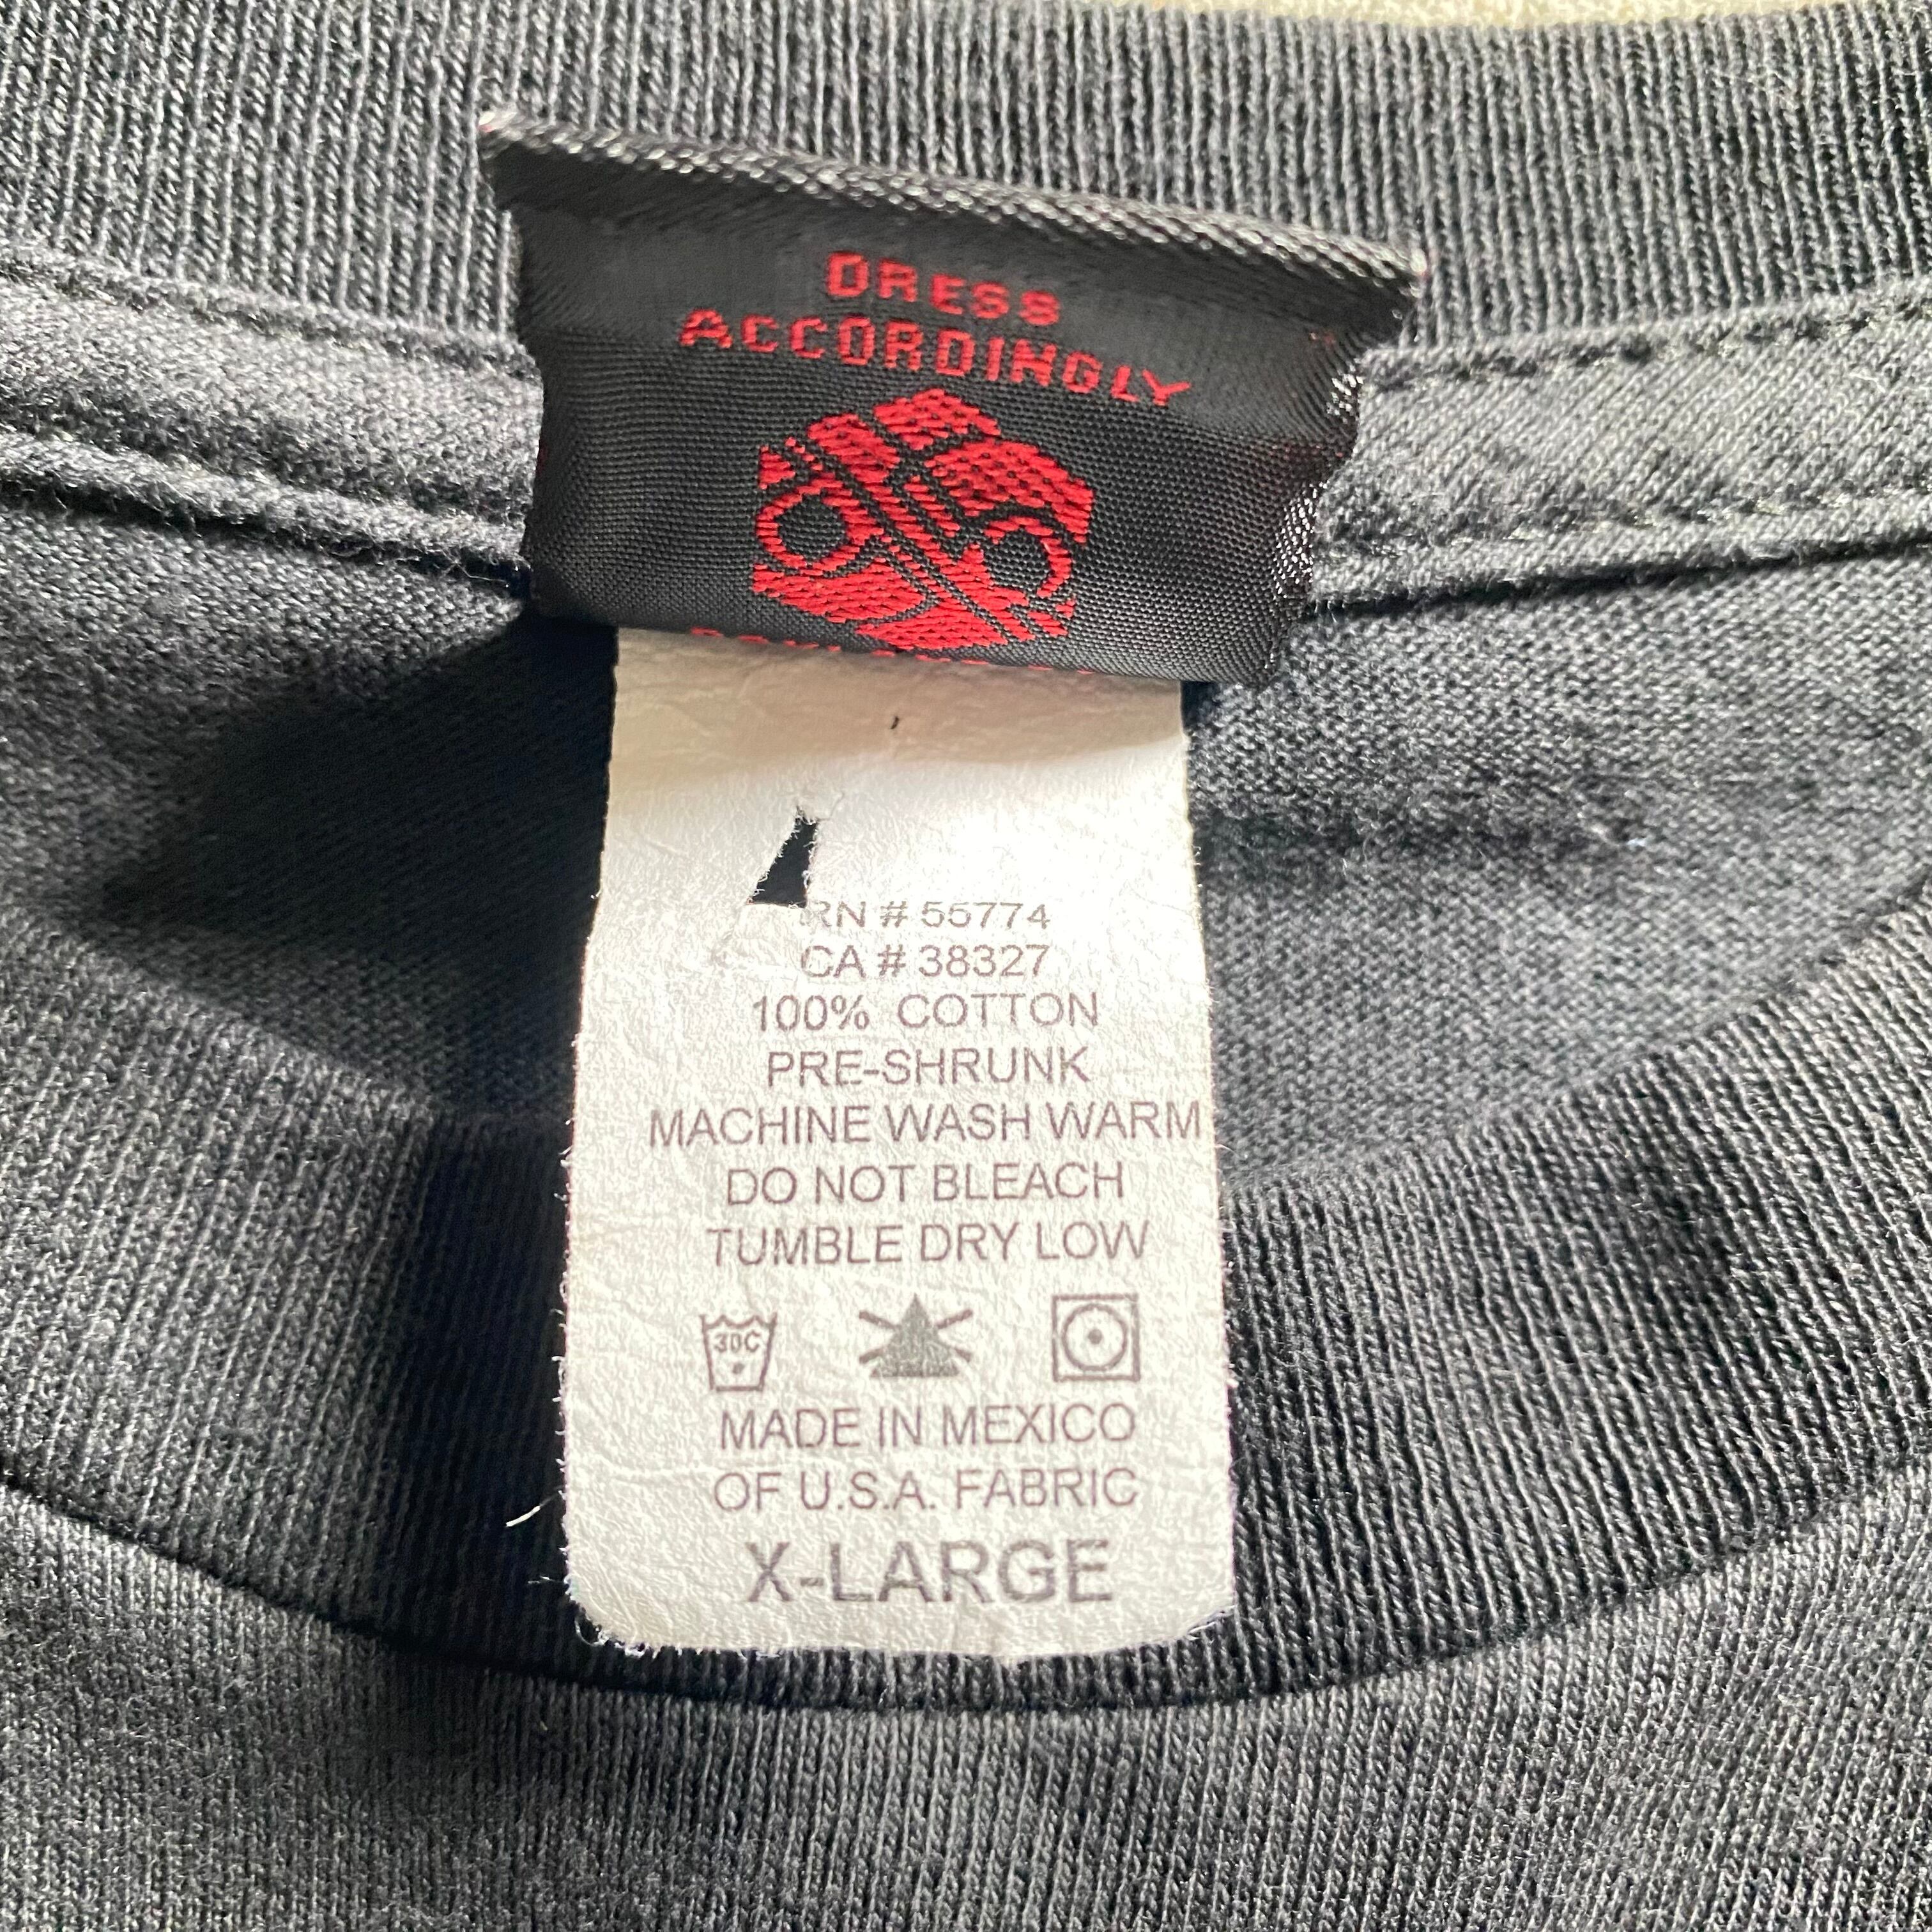 DRESS
ACCORDINGLY
RN # 55774
CA # 38327
100% COTTON
PRE-SHRUNK
MACHINE WASH WARM
DO NOT BLEACH
TUMBLE DRY LOW
30C
MADE IN MEXICO
OF U.S.A. FABRIC
X-LARGE